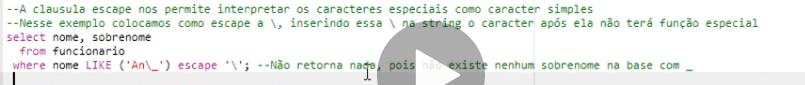 --A clausula escape nos permite interpretar os caracteres especiais como caracter simples
--Nesse exemplo colocamos como escape a \, inserindo essa \ na string o caracter após ela não terá função especial
select nome, sobrenome
from funcionario
where nome LIKE ('An\_') escape '\'; --Não retorna nada, pois não existe nenhum sobrenome na base com _